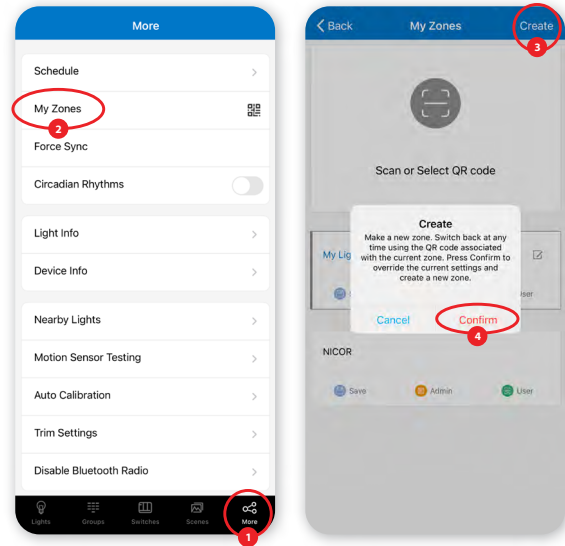 More
Schedule
My Zones
2
Force Sync
Circadian Rhythms
Light Info
Device Info
Nearby Lights
Motion Sensor Testing
Auto Calibration
Trim Settings
Disable Bluetooth Radio
Lights Groups Switches Scenes More
1
Back My Zones Create
3
Scan or Select QR code
Create
Make a new zone. Switch back at any
time using the QR code associated
with the current zone. Press Confirm to
override the current settings and
create a new zone.
Cancel Confirm
4
My Lig
User
NICOR
Save Admin User